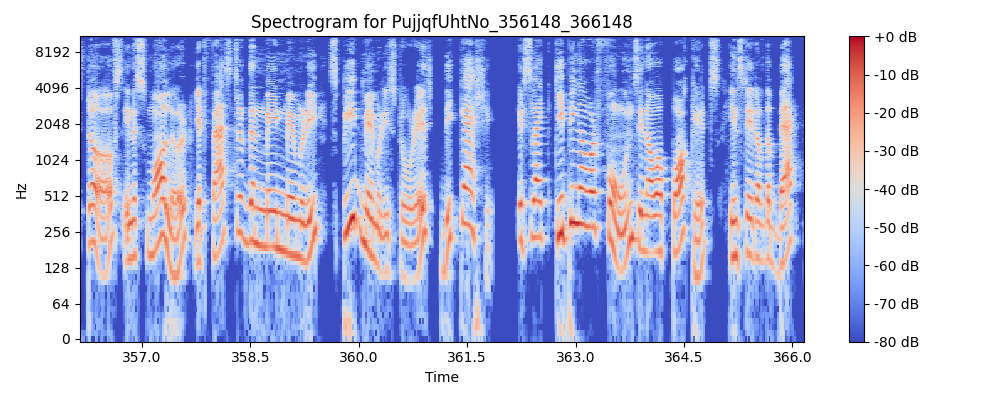 Spectrogram for PujjqfUhtNo_356148_366148
8192
4096
2048
1024
512
256
128
64
0
Hz
357.0 358.5 360.0 361.5 363.0 364.5 366.0
Time
+0 dB
-10 dB
-20 dB
-30 dB
-40 dB
-50 dB
-60 dB
-70 dB
-80 dB